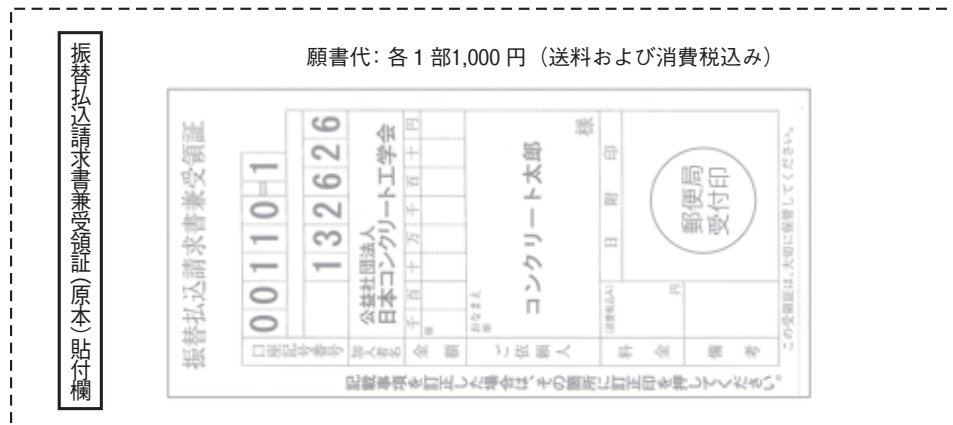 振替払込請求書兼受領証（原本）貼付欄
願書代：各１部1,000 円（送料および消費税込み）
振替払込請求書兼受領証
口座記号番号
00110=1
132626
加入者名
公益社団法人
日本コンクリート工学会
金額
千百十万千百十円
※
ご依頼人
おなまえ
※
コンクリート太郎
様
料金
（消費税込み）
円
日附印
備考
郵便局
受付印
この受領証は、大切に保管してください。
記載事項を訂正した場合は、その箇所に訂正印を押してください。